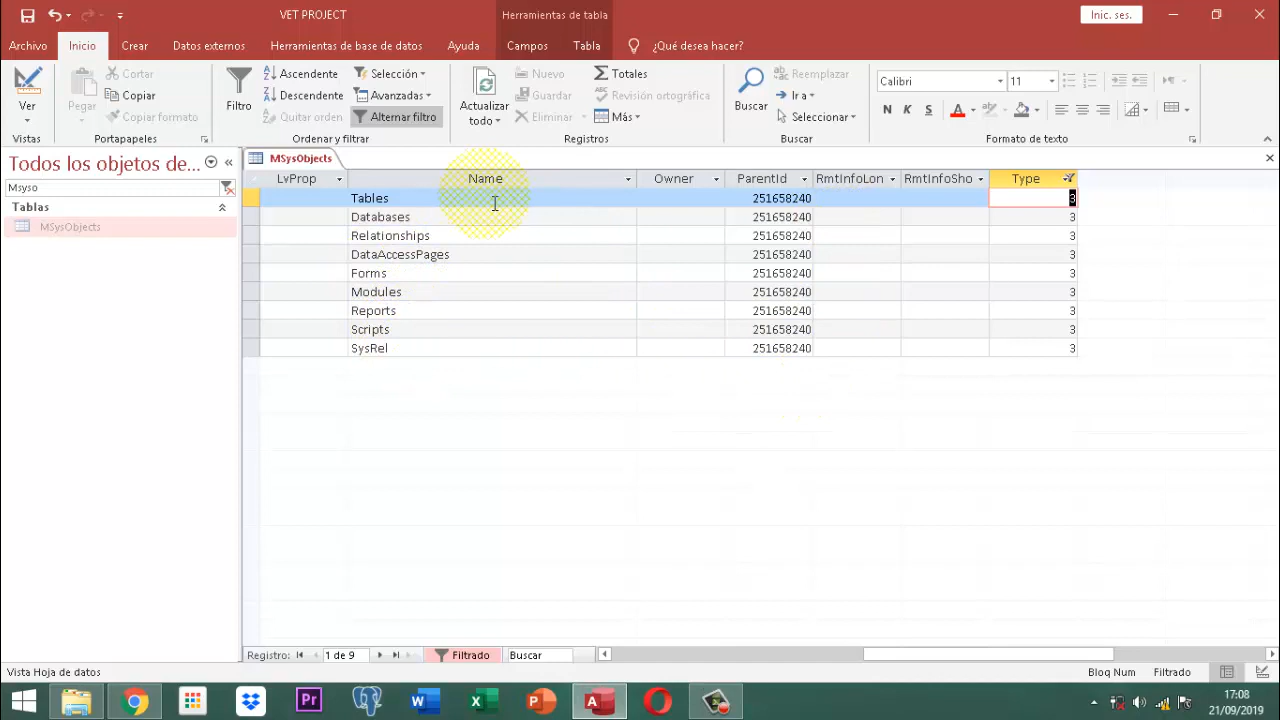 VET PROJECT
Herramientas de tabla
Inic. ses.
Archivo Inicio Crear Datos externos Herramientas de base de datos Ayuda Campos Tabla ¿Qué desea hacer?
Ver
Vistas
Pegar
Cortar
Copiar
Copiar formato
Portapapeles
Filtro
Ascendente
Descendente
Quitar orden
Selección
Avanzadas
Alternar filtro
Ordenar y filtrar
Actualizar
todo
Nuevo
Guardar
Eliminar
Totales
Revisión ortográfica
Más
Registros
Buscar
Reemplazar
Ir a
Seleccionar
Buscar
Calibri 11
N K S A
Formato de texto
Todos los objetos de...
Msyso
Tablas
MSysObjects
MSysObjects
LvProp Name Owner ParentId RmtInfoLon RmtInfoSho Type
Tables 251658240 3
Databases 251658240 3
Relationships 251658240 3
DataAccessPages 251658240 3
Forms 251658240 3
Modules 251658240 3
Reports 251658240 3
Scripts 251658240 3
SysRel 251658240 3
Registro: 1 de 9 Filtrado Buscar
Vista Hoja de datos Bloq Num Filtrado
Pr
17:08
21/09/2019